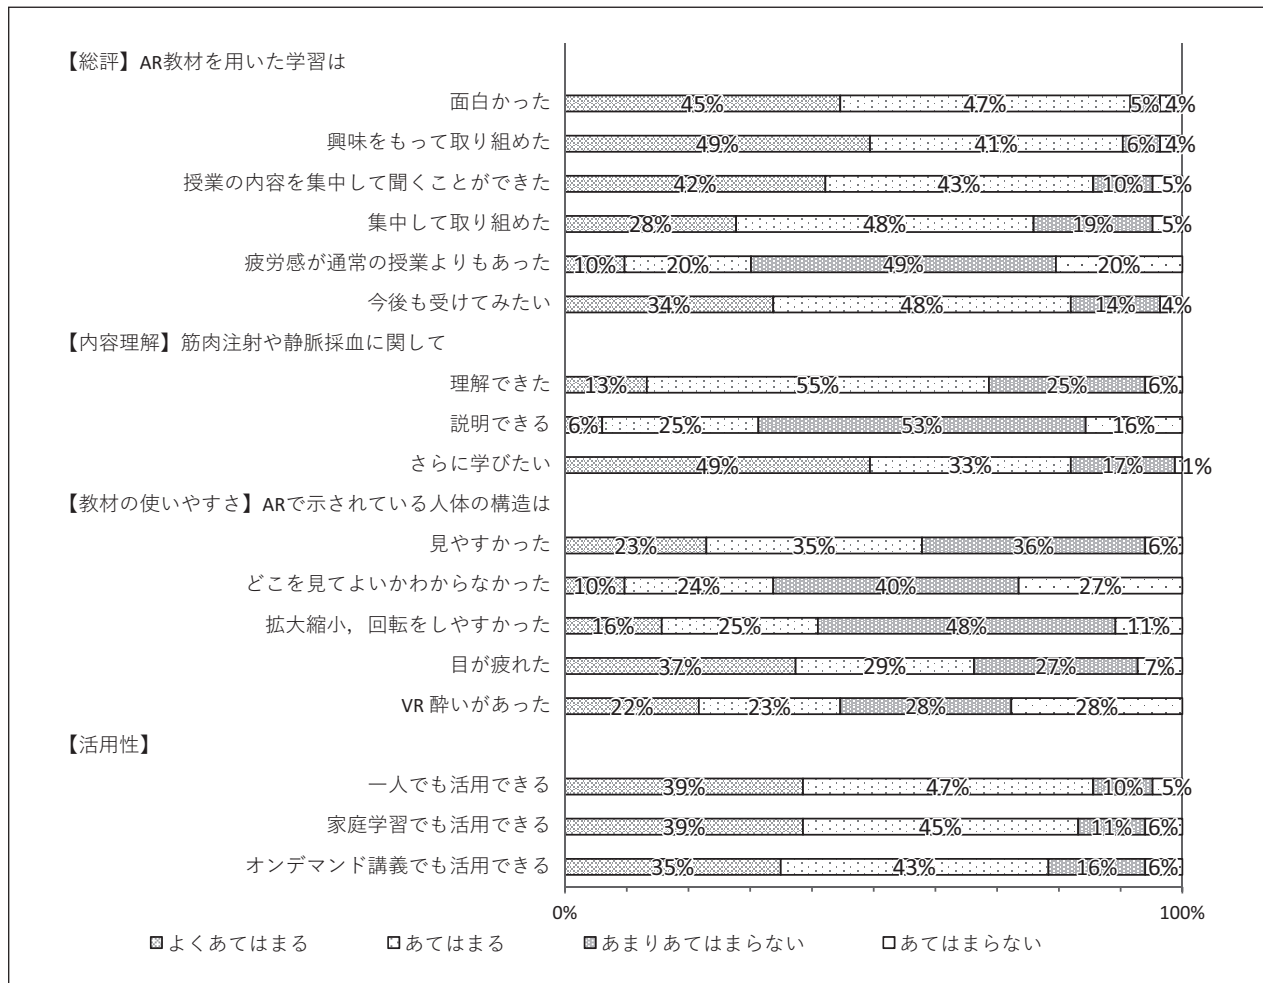 【総評】AR教材を用いた学習は
面白かった 45% 47% 5% 4%
興味をもって取り組めた 49% 41% 6% 4%
授業の内容を集中して聞くことができた 42% 43% 10% 5%
集中して取り組めた 28% 48% 19% 5%
疲労感が通常の授業よりもあった 10% 20% 49% 20%
今後も受けてみたい 34% 48% 14% 4%
【内容理解】筋肉注射や静脈採血に関して
理解できた 13% 55% 25% 6%
説明できる 6% 25% 53% 16%
さらに学びたい 49% 33% 17% 1%
【教材の使いやすさ】ARで示されている人体の構造は
見やすかった 23% 35% 36% 6%
どこを見てよいかわからなかった 10% 24% 40% 27%
拡大縮小，回転をしやすかった 16% 25% 48% 11%
目が疲れた 37% 29% 27% 7%
VR 酔いがあった 22% 23% 28% 28%
【活用性】
一人でも活用できる 39% 47% 10% 5%
家庭学習でも活用できる 39% 45% 11% 6%
オンデマンド講義でも活用できる 35% 43% 16% 6%
0% 100%
よくあてはまる あてはまる あまりあてはまらない あてはまらない